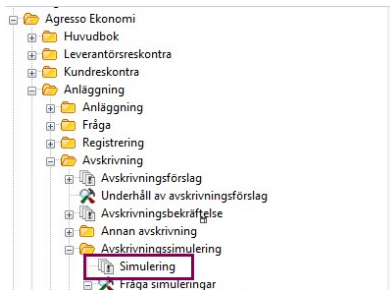 Agresso Ekonomi
Huvudbok
Leverantörsreskontra
Kundreskontra
Anläggning
Anläggning
Fråga
Registrering
Avskrivning
Avskrivningsförslag
Underhåll av avskrivningsförslag
Avskrivningsbekräftelse
Annan avskrivning
Avskrivningssimulering
Simulering
Fråga simuleringar